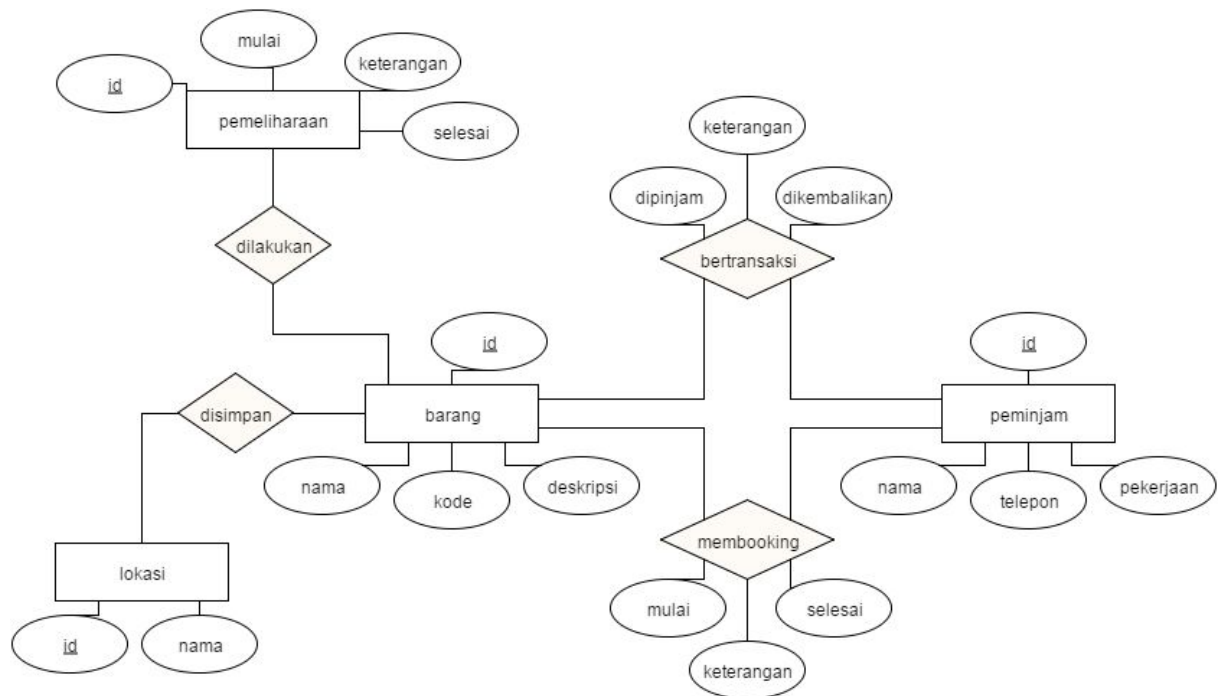 mulai
id
keterangan
pemeliharaan
selesai
dilakukan
keterangan
dipinjam
dikembalikan
bertransaksi
id
id
disimpan
barang
peminjam
nama
kode
deskripsi
nama
telepon
pekerjaan
membooking
lokasi
mulai
selesai
id
nama
keterangan